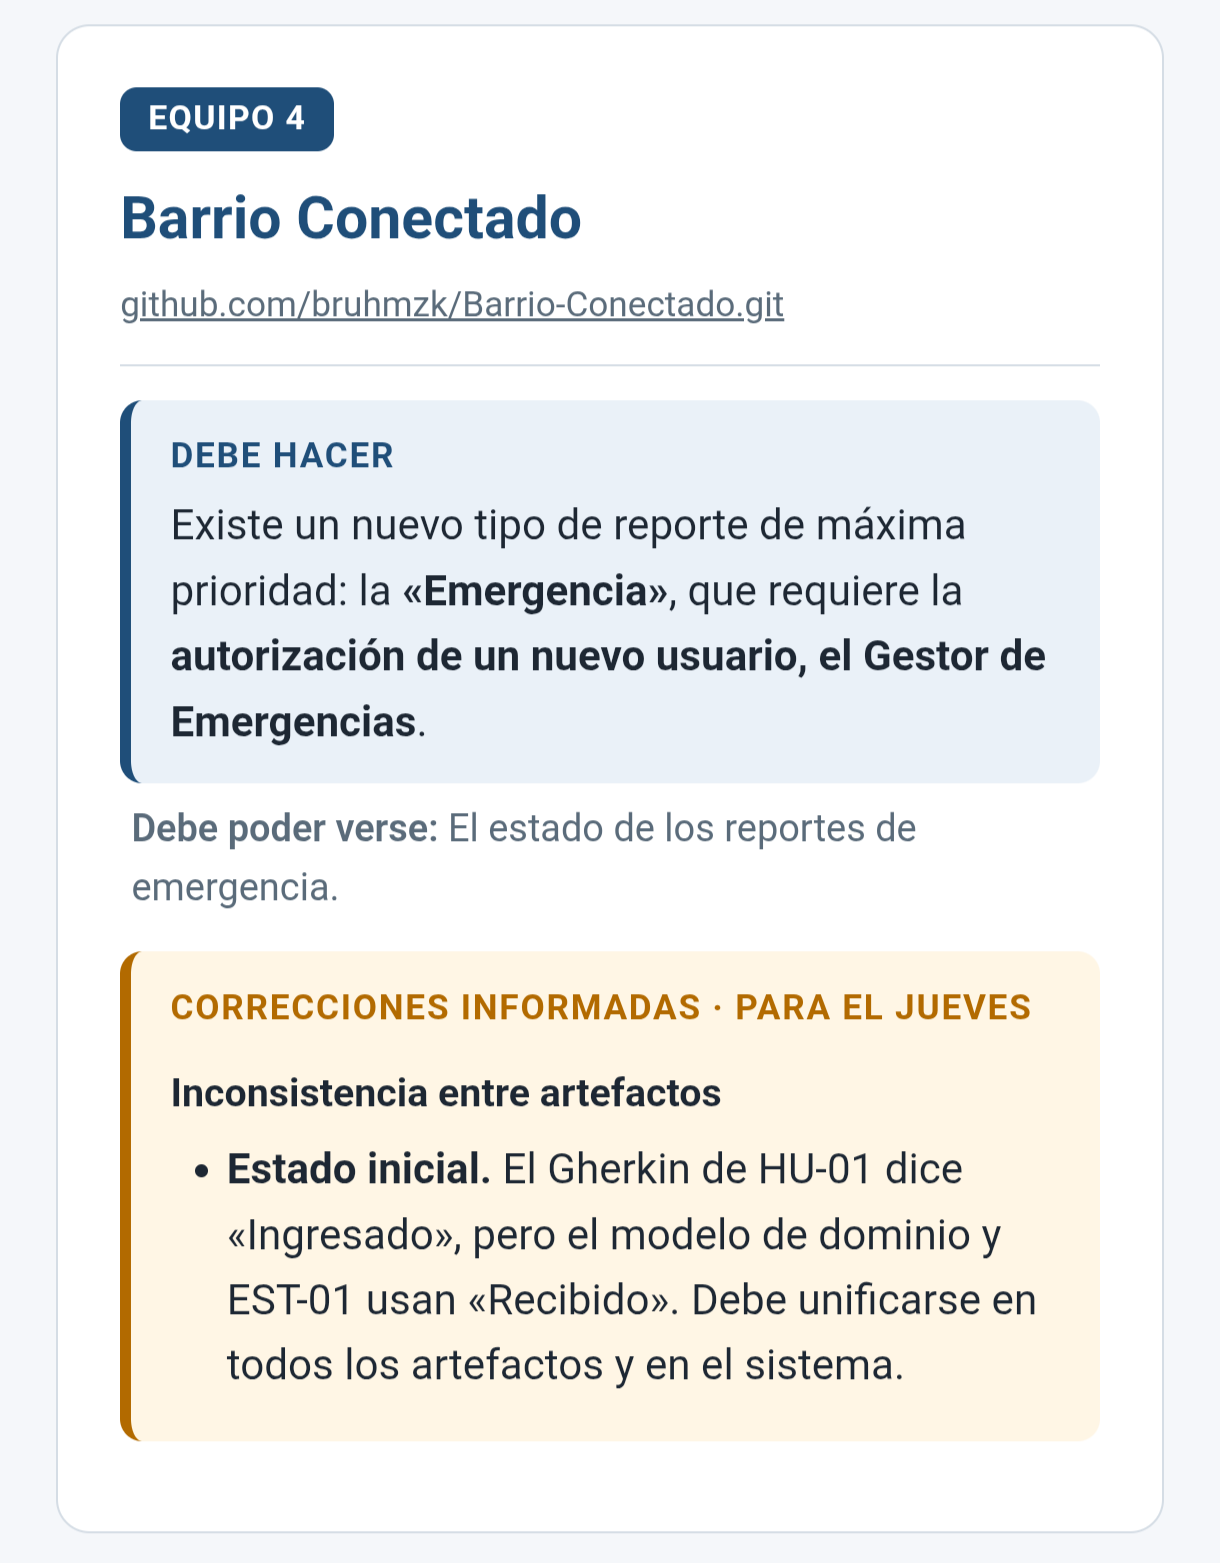 EQUIPO 4
Barrio Conectado
github.com/bruhmzk/Barrio-Conectado.git
DEBE HACER
Existe un nuevo tipo de reporte de máxima
prioridad: la «Emergencia», que requiere la
autorización de un nuevo usuario, el Gestor de
Emergencias.
Debe poder verse: El estado de los reportes de
emergencia.
CORRECCIONES INFORMADAS · PARA EL JUEVES
Inconsistencia entre artefactos
• Estado inicial. El Gherkin de HU-01 dice
«Ingresado», pero el modelo de dominio y
EST-01 usan «Recibido». Debe unificarse en
todos los artefactos y en el sistema.